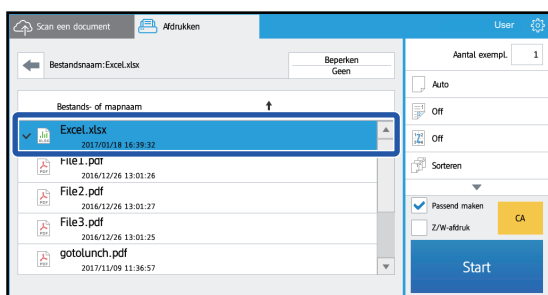 Scan een document
Afdrukken
User
Bestandsnaam:Excel.xlsx
Beperken
Geen
Aantal exempl.
1
Bestands- of mapnaam
Auto
Excel.xlsx
2017/01/18 16:39:32
Off
File1.pdf
2016/12/26 13:01:26
Off
File2.pdf
2016/12/26 13:01:27
Sorteren
File3.pdf
2016/12/26 13:01:25
Passend maken
Z/W-afdruk
CA
gotolunch.pdf
2017/11/09 11:36:57
Start